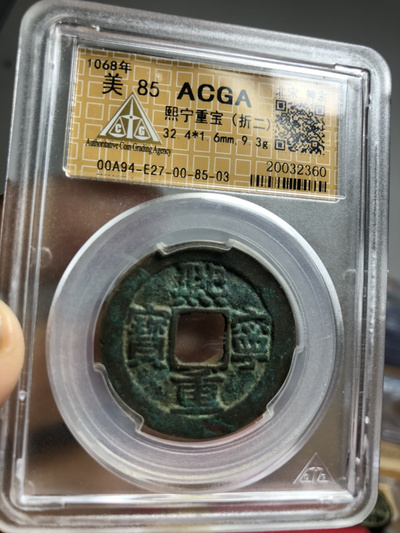 1068年
美 85 ACGA
熙宁重宝（折二）
32.4*1.6mm,9.3g
Authoritative Coin Grading Agency
00A94-E27-00-85-03
20032360
熙
寧
重
寶